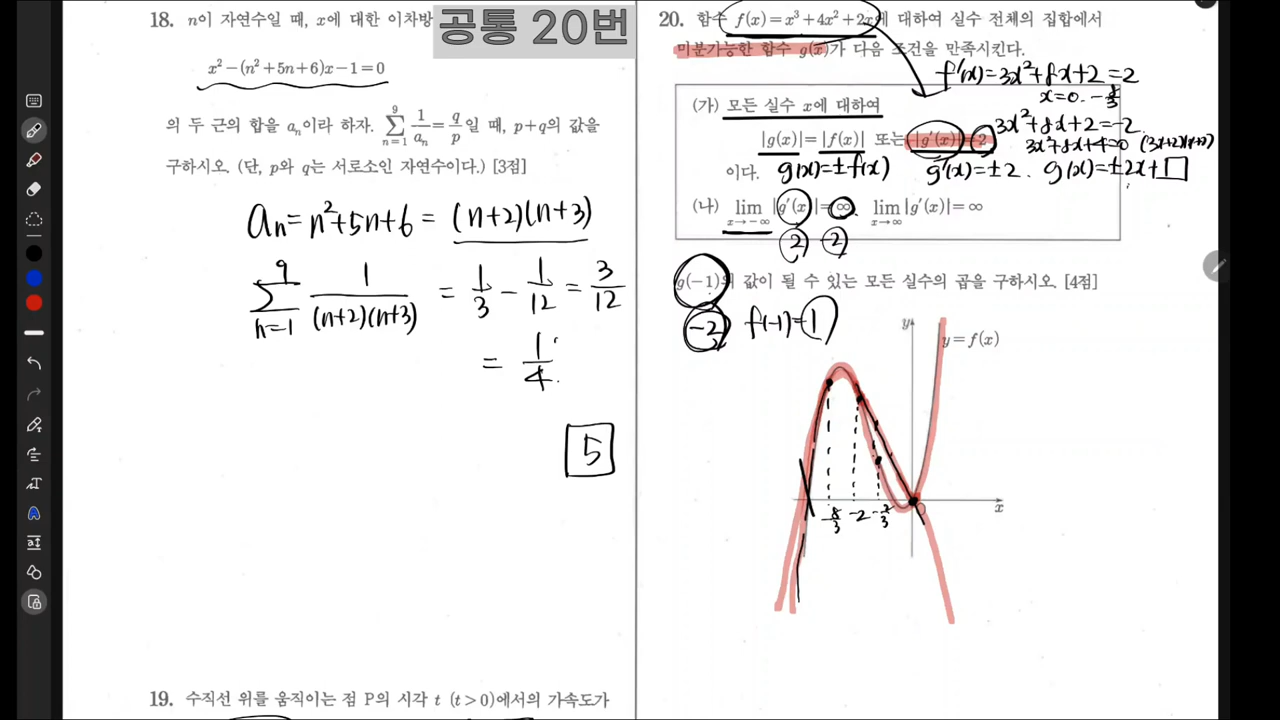 공통 20번
18. n이 자연수일 때, x에 대한 이차방
x²-(n²+5n+6)x-1=0
의 두 근의 합을 aₙ이라 하자. ∑ₙ₌₁⁹ 1/aₙ = q/p 일 때, p+q의 값을
구하시오. (단, p와 q는 서로소인 자연수이다.) [3점]
aₙ=n²+5n+6=(n+2)(n+3)
∑ₙ₌₁⁹ 1/((n+2)(n+3)) = 1/3 - 1/12 = 3/12
= 1/4
5
19. 수직선 위를 움직이는 점 P의 시각 t (t>0)에서의 가속도가
20. 함수 f(x)=x³+4x²+2x에 대하여 실수 전체의 집합에서
미분가능한 함수 g(x)가 다음 조건을 만족시킨다.
f'(x)=3x²+8x+2=2
x=0. -8/3
(가) 모든 실수 x에 대하여
3x²+8x+2=-2
|g(x)|=|f(x)| 또는 |g'(x)|=2
3x²+8x+4=0 (3x+2)(x+2)
이다. g(x)=±f(x) g'(x)=±2. g(x)=±2x+□
(나) lim x→-∞ |g'(x)|=∞ lim x→∞ |g'(x)|=∞
2 -2
g(-1)의 값이 될 수 있는 모든 실수의 곱을 구하시오. [4점]
-2 f(-1)=1
y
y=f(x)
-8/3 -2 -2/3 O x